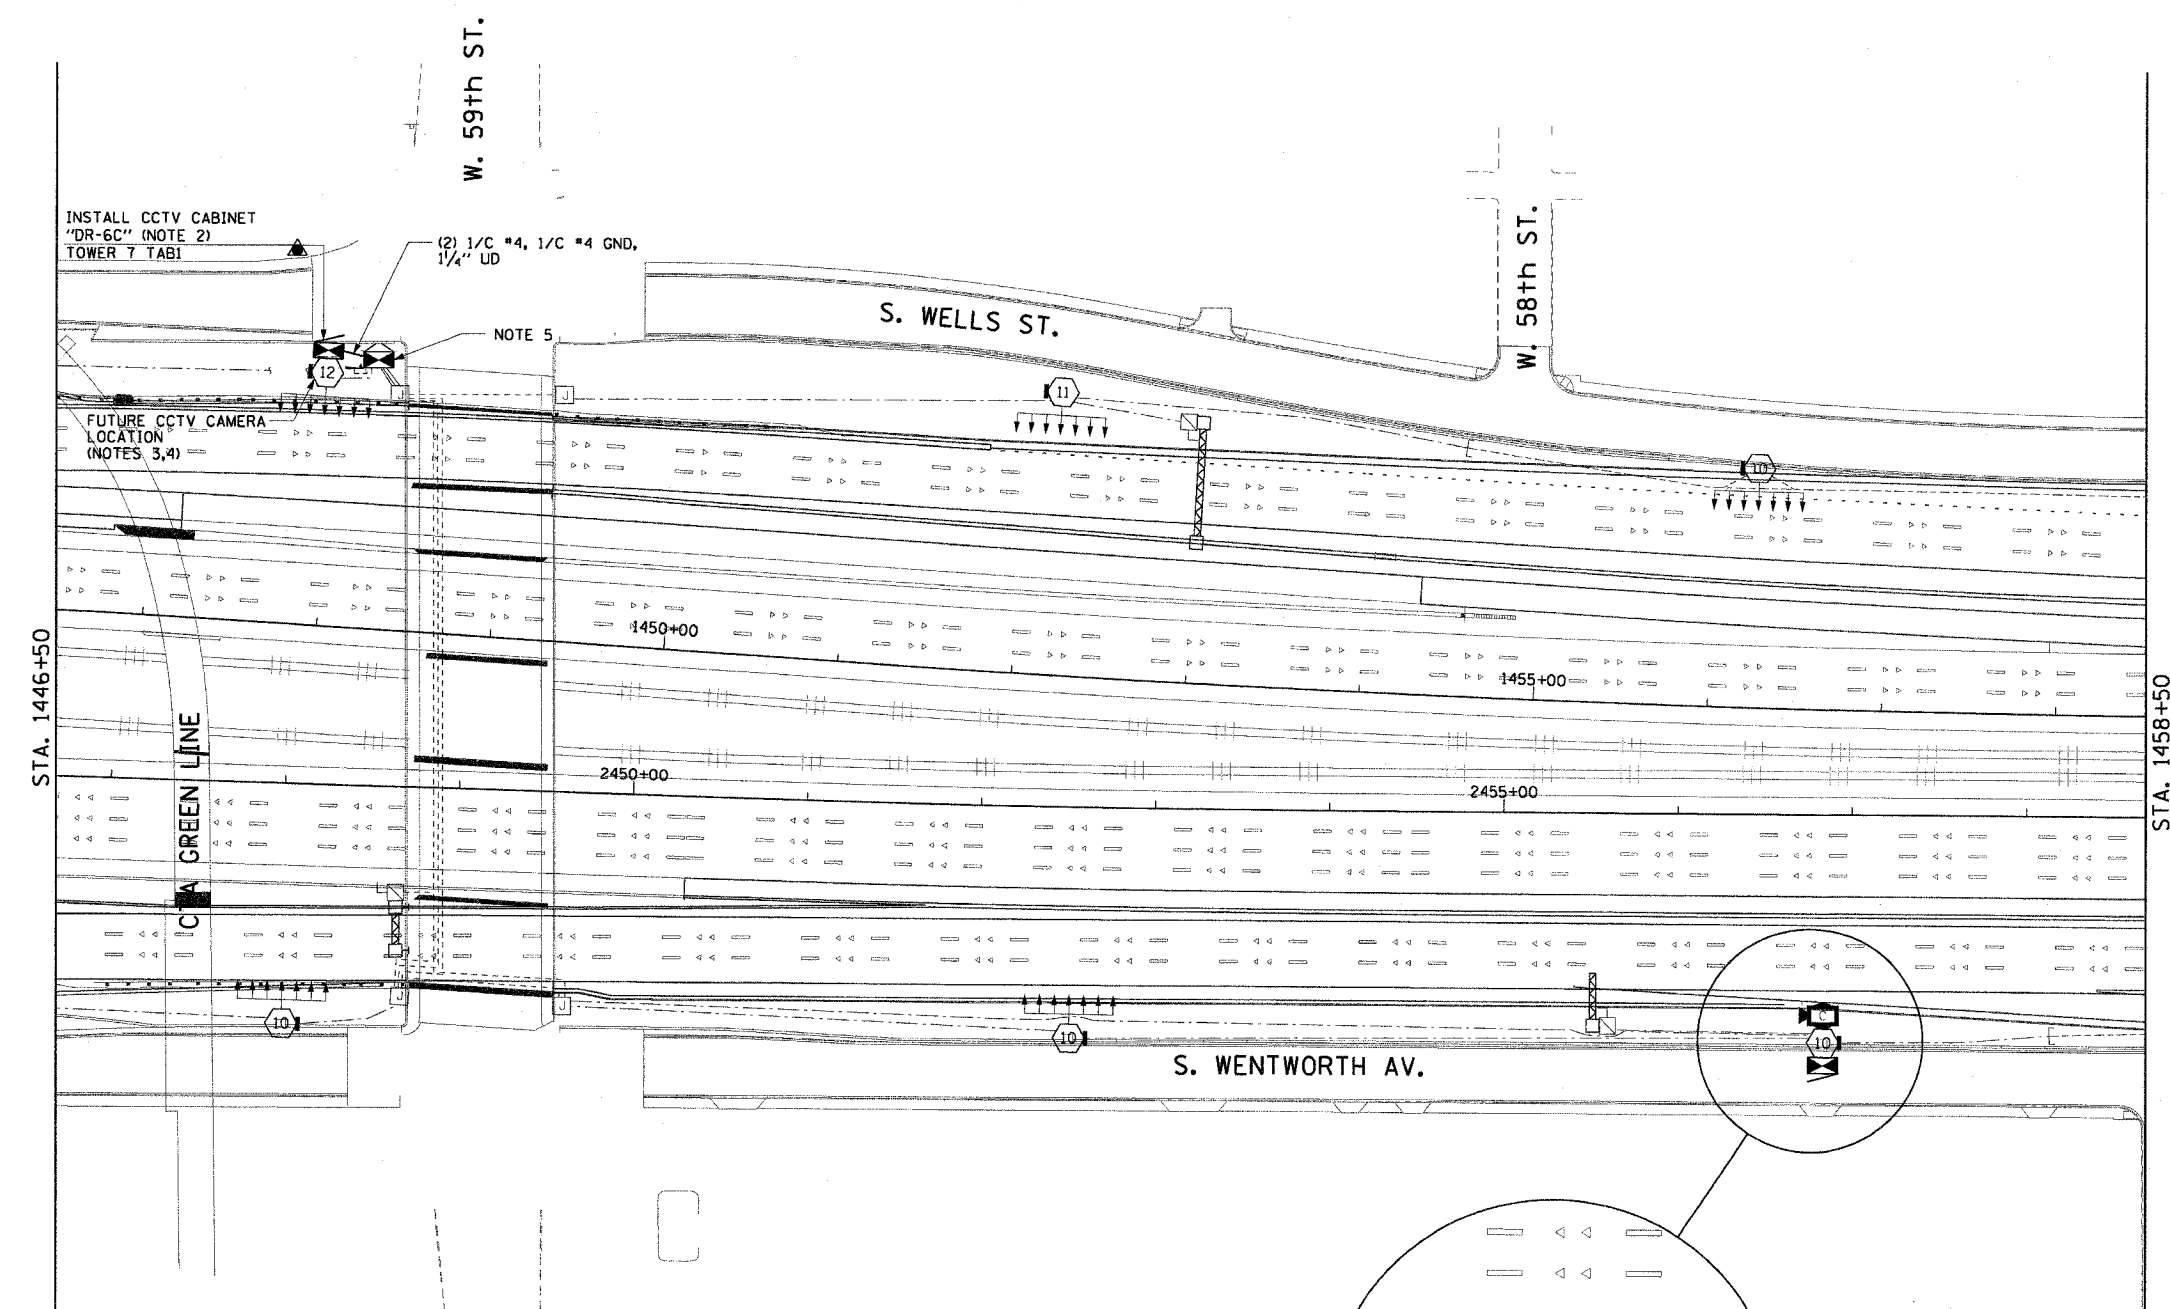 W. 59th ST.
INSTALL CCTV CABINET
"DR-6C" (NOTE 2)
TOWER 7 TAB1
(2) 1/C #4, 1/C #4 GND,
1 1/4" UD
NOTE 5
S. WELLS ST.
W. 58th ST.
12
11
10
J
J
FUTURE CCTV CAMERA
LOCATION
(NOTES 3,4)
1450+00
1455+00
STA. 1446+50
STA. 1458+50
2450+00
2455+00
CTA GREEN LINE
J
J
10
10
C
10
S. WENTWORTH AV.